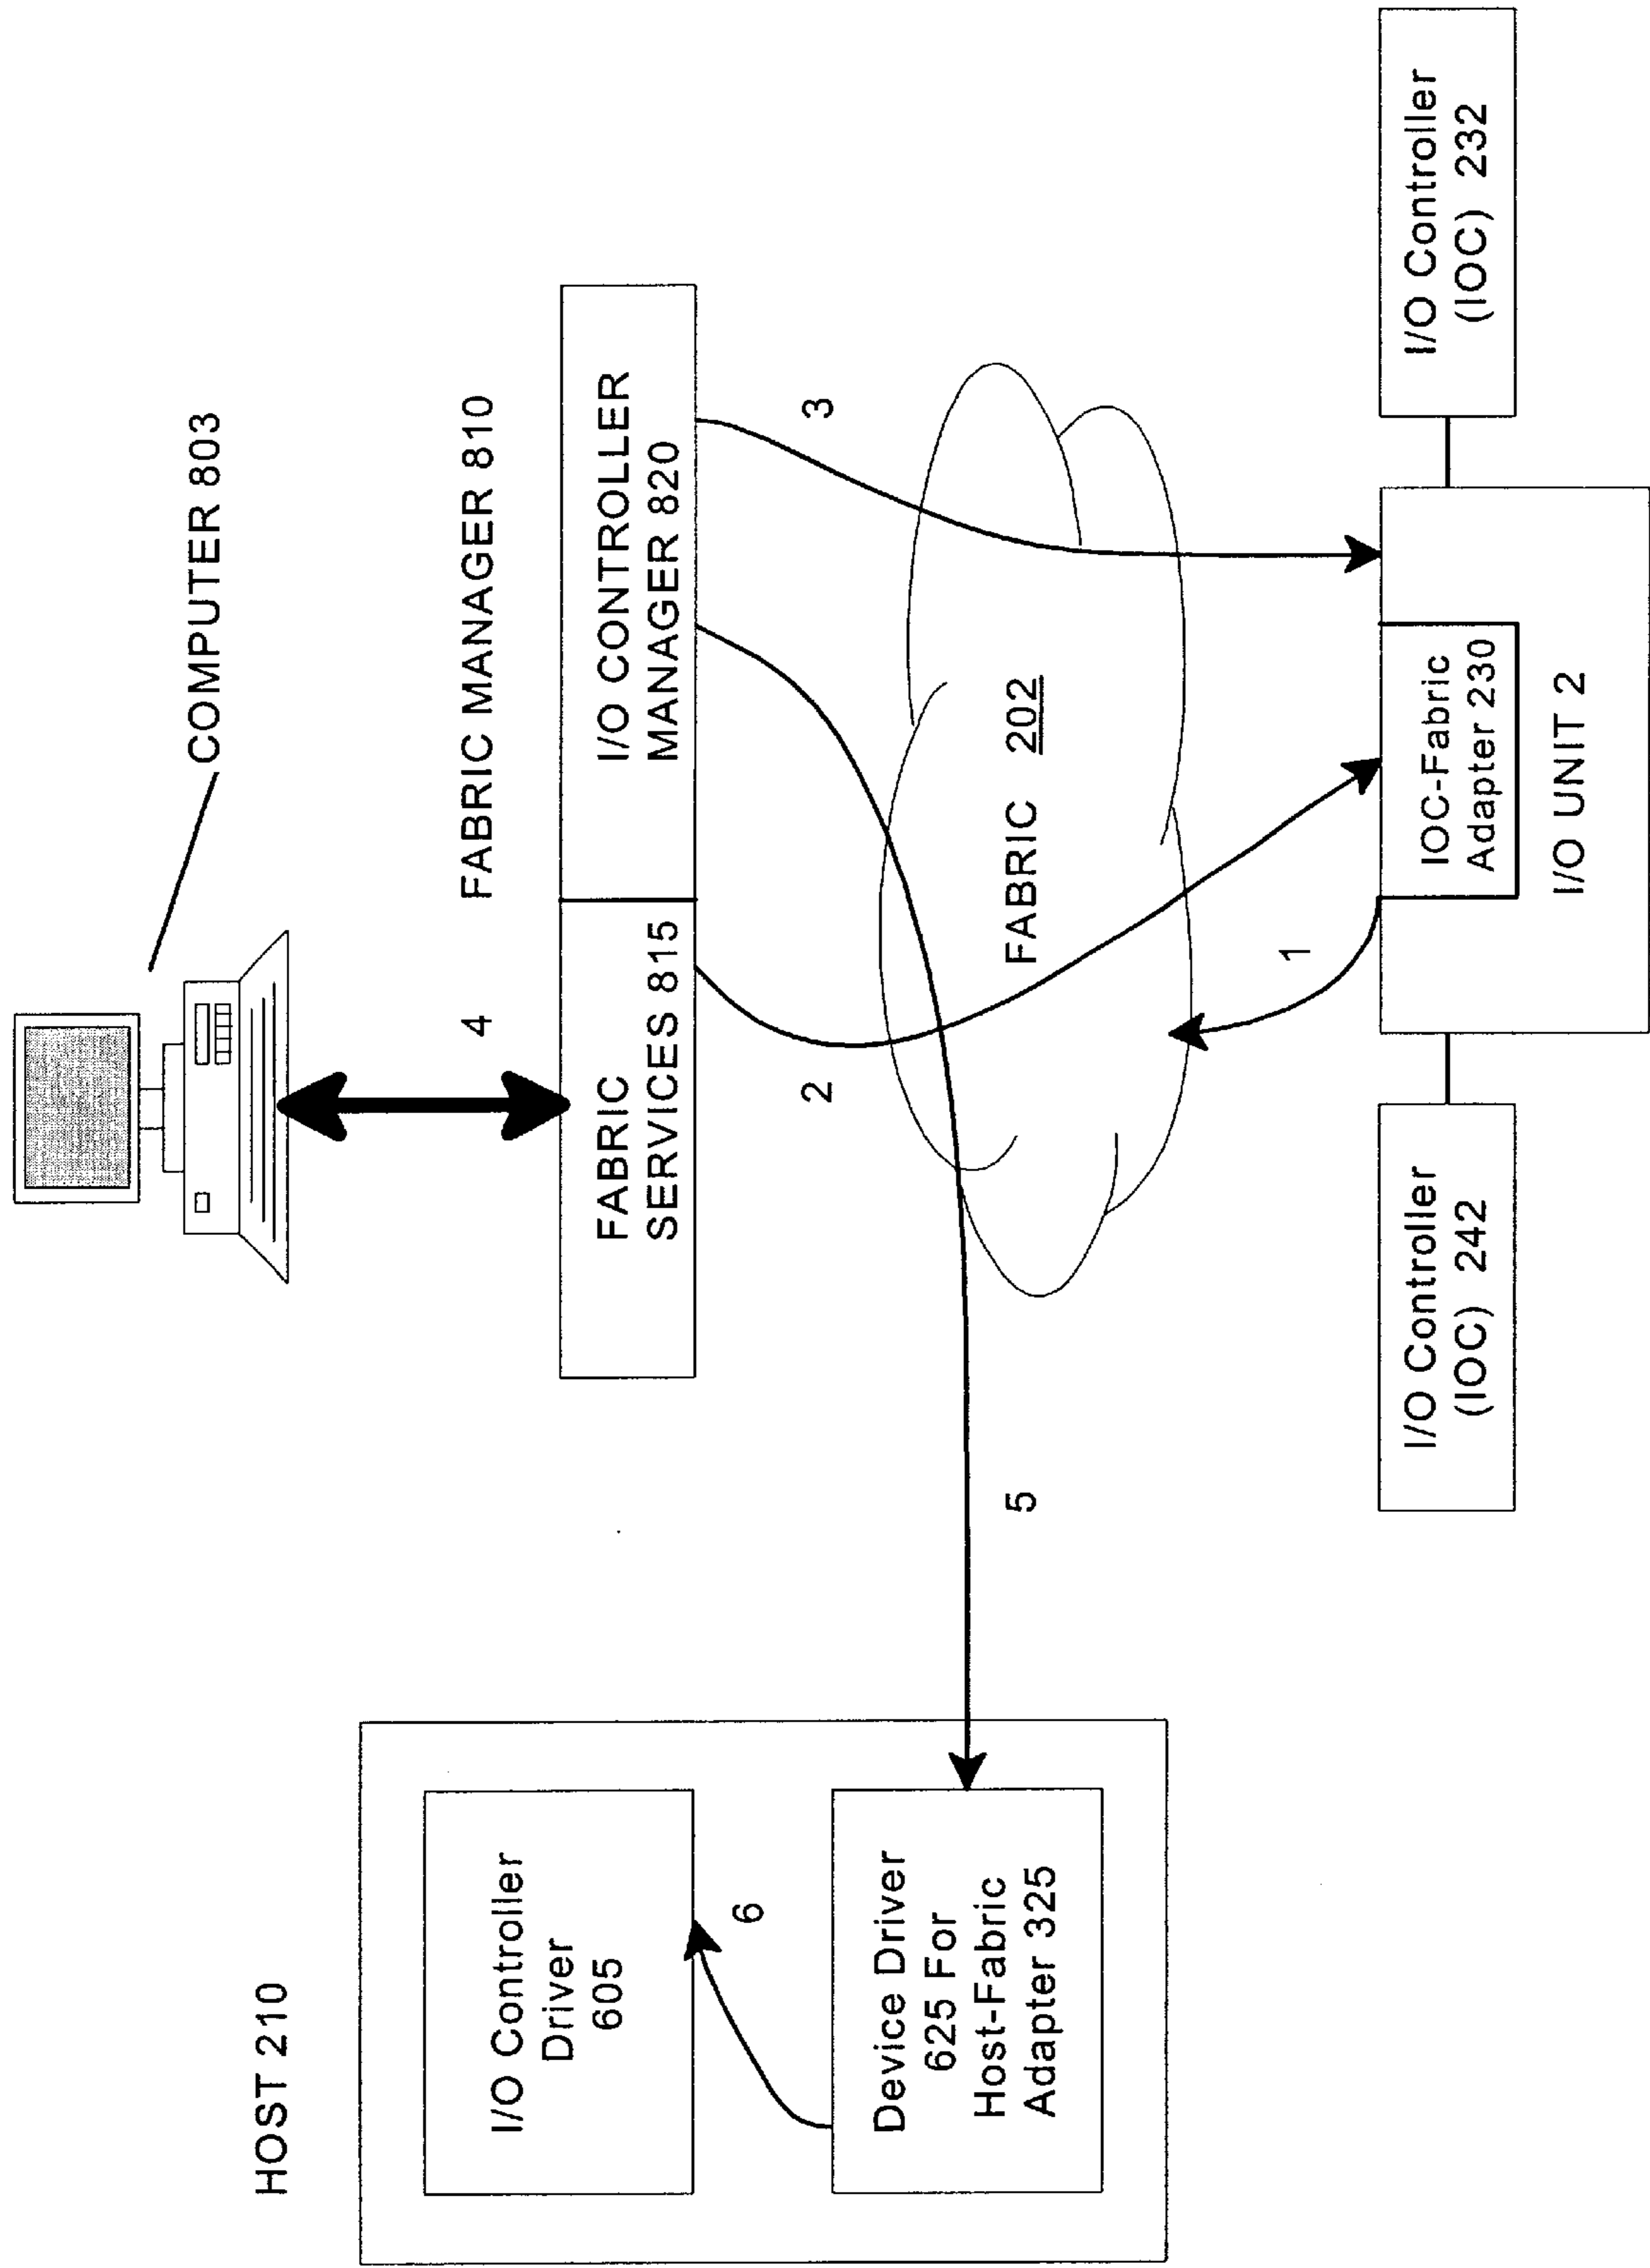 COMPUTER 803
4
FABRIC MANAGER 810
FABRIC
SERVICES 815
I/O CONTROLLER
MANAGER 820
HOST 210
I/O Controller
Driver
605
6
Device Driver
625 For
Host-Fabric
Adapter 325
5
2
3
FABRIC 202
1
I/O Controller
(IOC) 242
IOC-Fabric
Adapter 230
I/O UNIT 2
I/O Controller
(IOC) 232